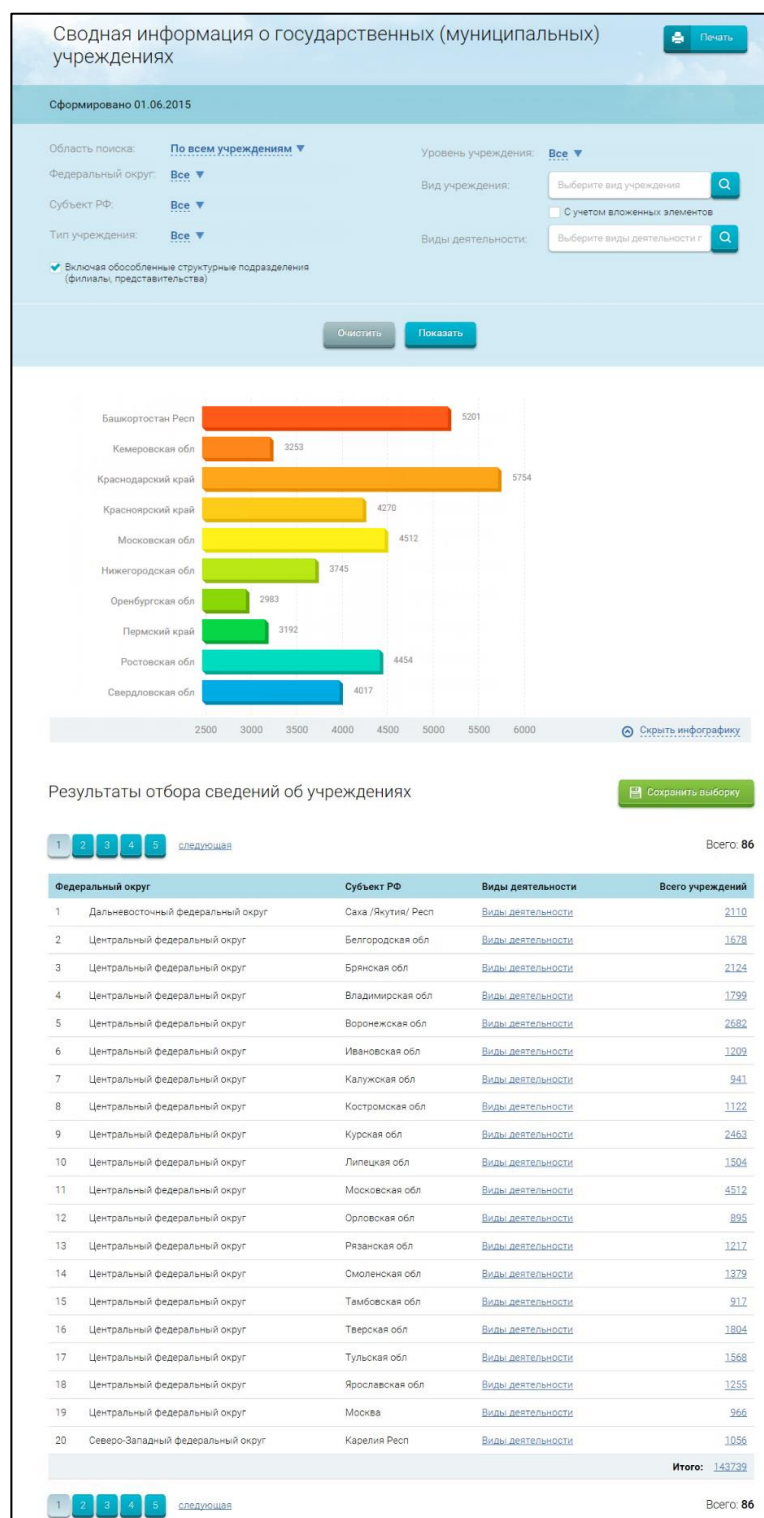 Сводная информация о государственных (муниципальных)
учреждениях
Печать
Сформировано 01.06.2015
Область поиска: По всем учреждениям
Федеральный округ: Все
Субъект РФ: Все
Тип учреждения: Все
Включая обособленные структурные подразделения
(филиалы, представительства)
Уровень учреждения: Все
Вид учреждения: Выберите вид учреждения
С учетом вложенных элементов
Виды деятельности: Выберите виды деятельности г
Очистить Показать
Башкортостан Респ 5201
Кемеровская обл 3253
Краснодарский край 5754
Красноярский край 4270
Московская обл 4512
Нижегородская обл 3745
Оренбургская обл 2983
Пермский край 3192
Ростовская обл 4454
Свердловская обл 4017
2500 3000 3500 4000 4500 5000 5500 6000 Скрыть инфографику
Результаты отбора сведений об учреждениях Сохранить выборку
1 2 3 4 5 следующая Всего: 86
Федеральный округ Субъект РФ Виды деятельности Всего учреждений
1 Дальневосточный федеральный округ Саха /Якутия/ Респ Виды деятельности 2110
2 Центральный федеральный округ Белгородская обл Виды деятельности 1678
3 Центральный федеральный округ Брянская обл Виды деятельности 2124
4 Центральный федеральный округ Владимирская обл Виды деятельности 1799
5 Центральный федеральный округ Воронежская обл Виды деятельности 2682
6 Центральный федеральный округ Ивановская обл Виды деятельности 1209
7 Центральный федеральный округ Калужская обл Виды деятельности 941
8 Центральный федеральный округ Костромская обл Виды деятельности 1122
9 Центральный федеральный округ Курская обл Виды деятельности 2463
10 Центральный федеральный округ Липецкая обл Виды деятельности 1504
11 Центральный федеральный округ Московская обл Виды деятельности 4512
12 Центральный федеральный округ Орловская обл Виды деятельности 895
13 Центральный федеральный округ Рязанская обл Виды деятельности 1217
14 Центральный федеральный округ Смоленская обл Виды деятельности 1379
15 Центральный федеральный округ Тамбовская обл Виды деятельности 917
16 Центральный федеральный округ Тверская обл Виды деятельности 1804
17 Центральный федеральный округ Тульская обл Виды деятельности 1568
18 Центральный федеральный округ Ярославская обл Виды деятельности 1255
19 Центральный федеральный округ Москва Виды деятельности 966
20 Северо-Западный федеральный округ Карелия Респ Виды деятельности 1056
Итого: 143739
1 2 3 4 5 следующая Всего: 86